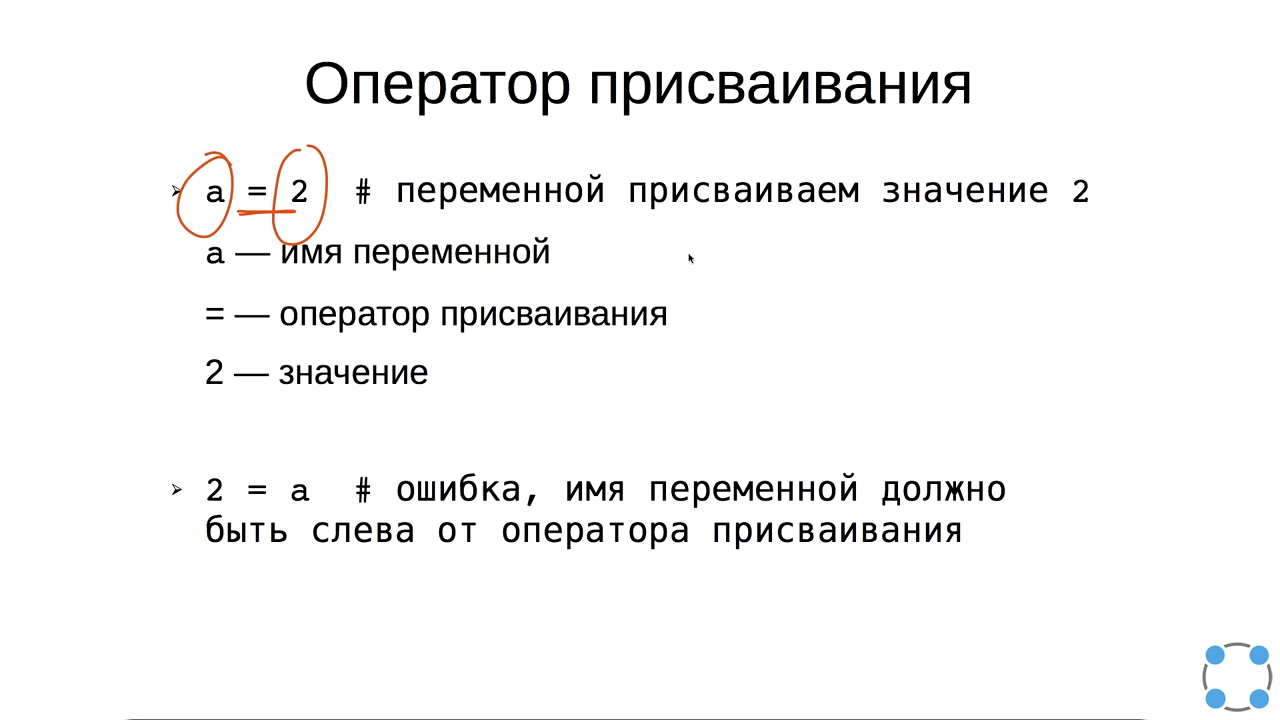 Оператор присваивания
a = 2 # переменной присваиваем значение 2
a — имя переменной
= — оператор присваивания
2 — значение
2 = a # ошибка, имя переменной должно
быть слева от оператора присваивания